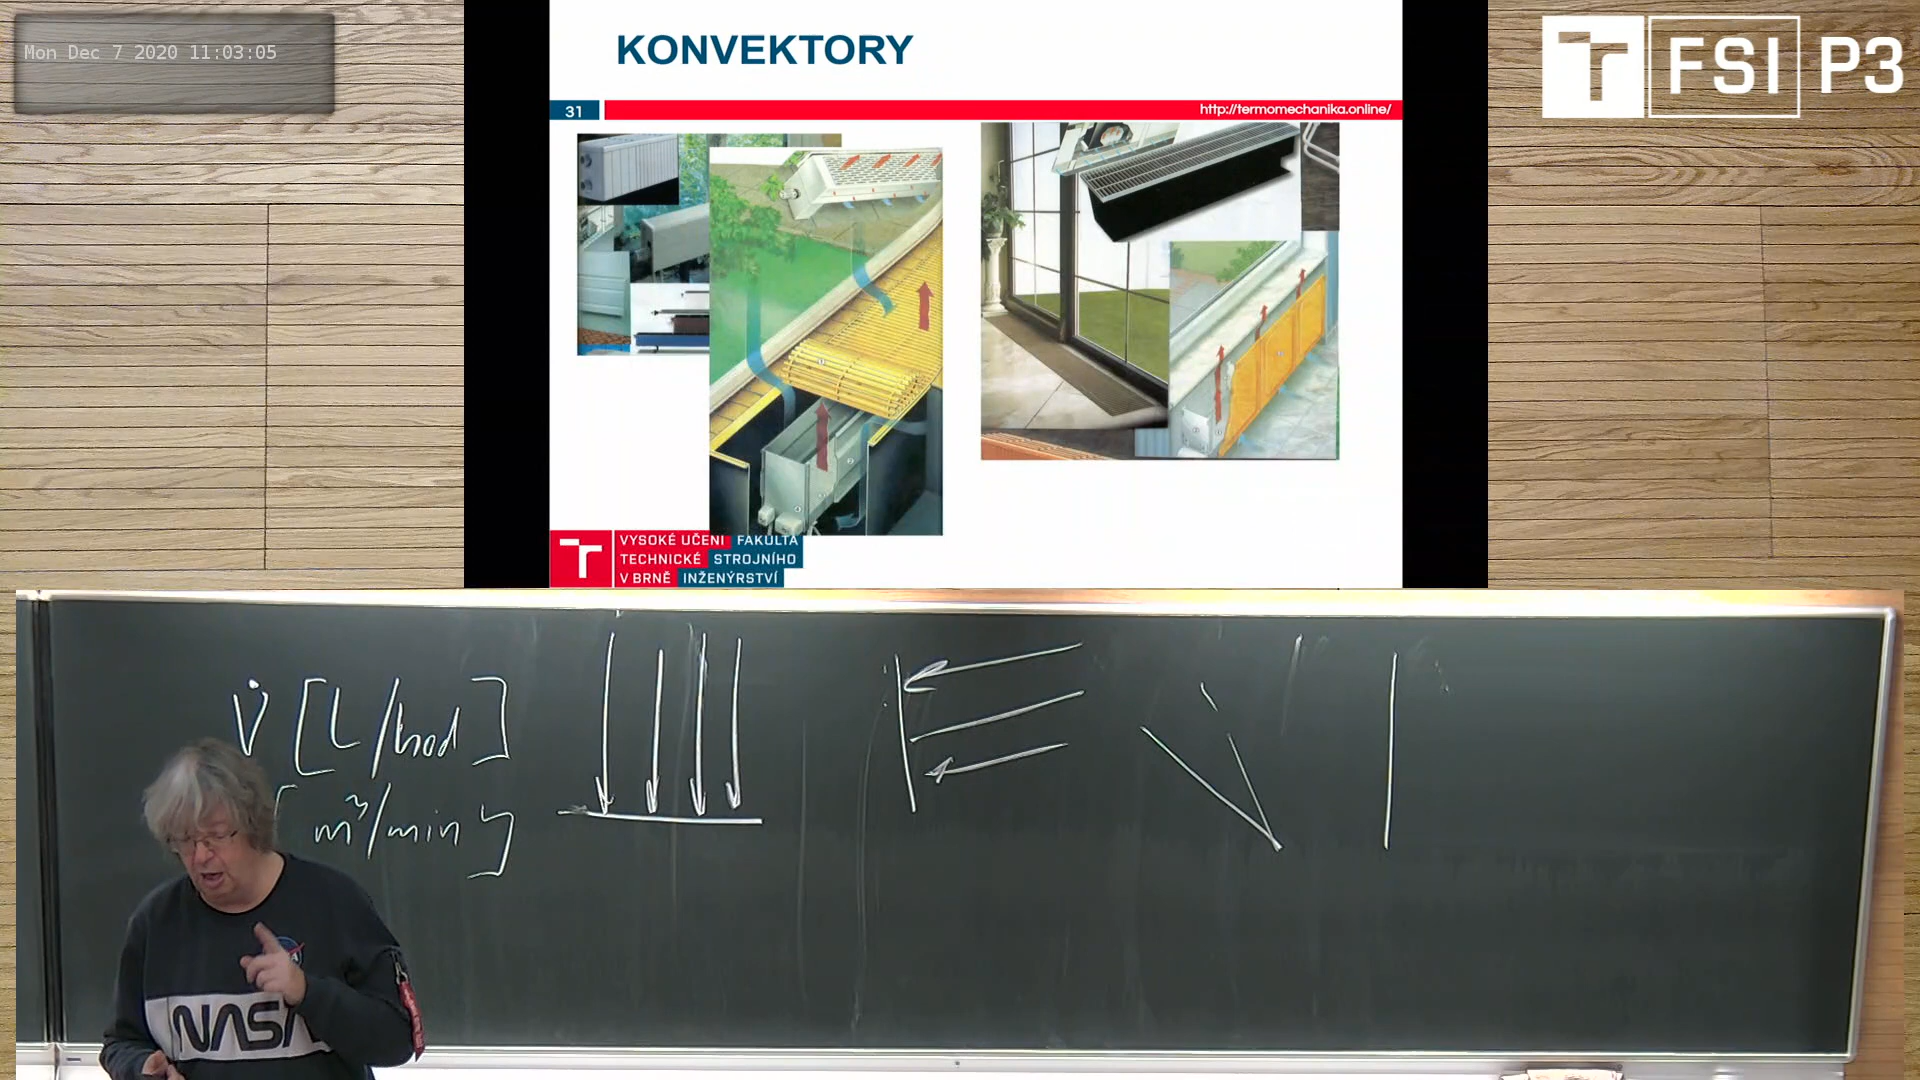 Mon Dec 7 2020 11:03:05
KONVEKTORY
31
http://termomechanika.online/
T FSI P3
VYSOKÉ UČENÍ FAKULTA
TECHNICKÉ STROJNÍHO
V BRNĚ INŽENÝRSTVÍ
V̇ [L/hod]
[m³/min]
NASA